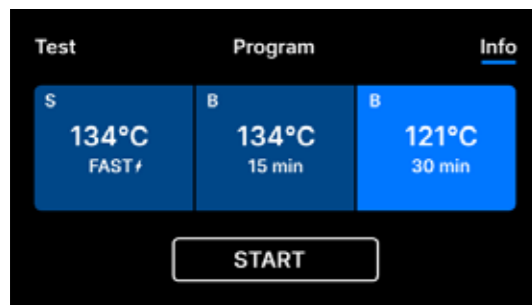 Test Program Info
S B B
134°C 134°C 121°C
FAST 15 min 30 min
START